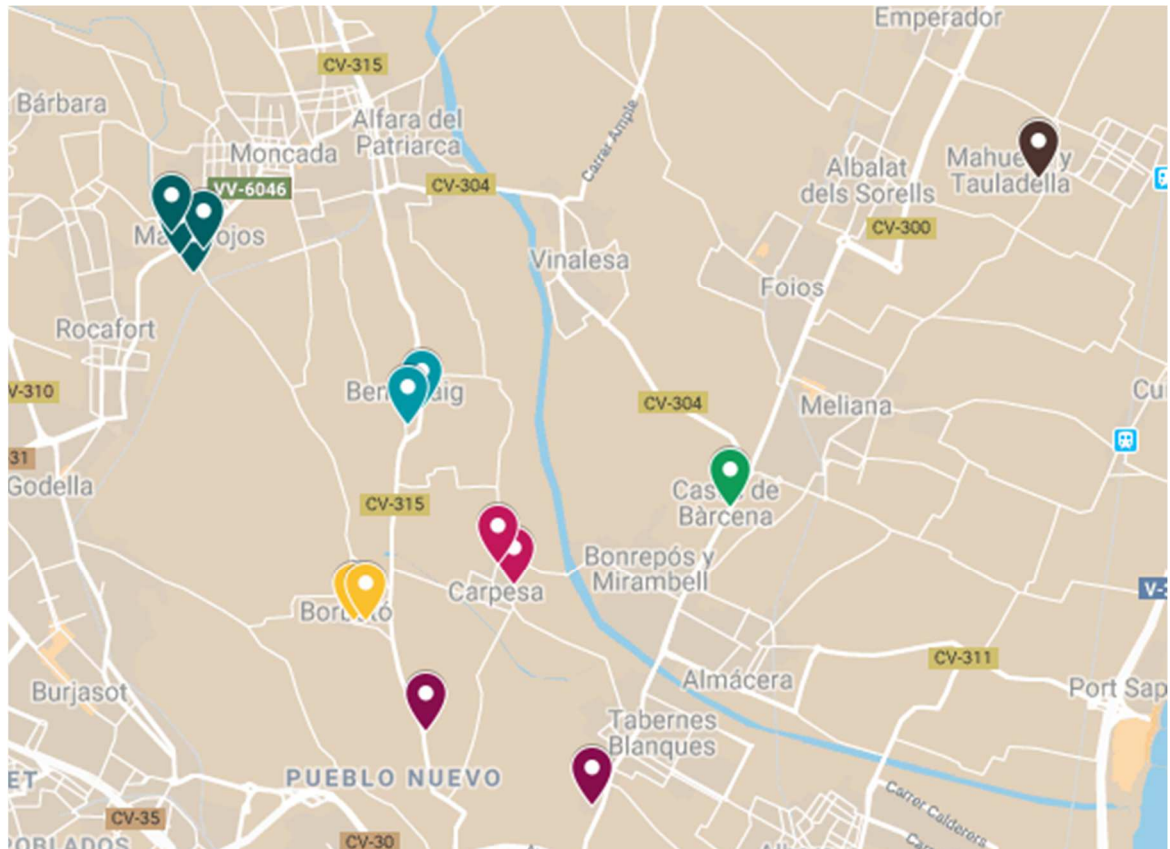 Emperador
CV-315
Bárbara
Alfara del
Patriarca
Carrer Ample
Moncada
Albalat
dels Sorells
Tauladella
VV-6046
CV-304
CV-300
Vinalesa
Foios
Rocafort
V-310
CV-304
Meliana
31
Godella
CV-315
Bàrcena
Bonrepós y
Mirambell
Carpesa
CV-311
Burjasot
Almácera
Port Sap
Tabernes
Blanques
PUEBLO NUEVO
ET
CV-35
CV-30
POBLADOS
Carrer Calderers